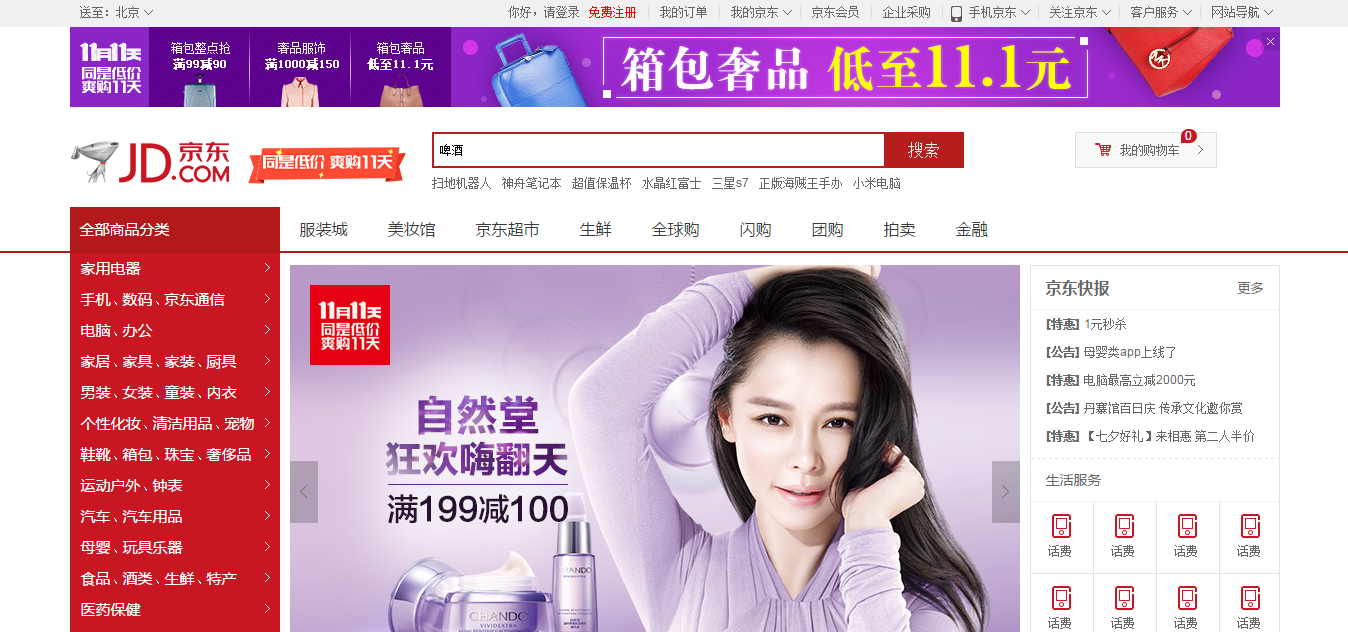 送至：北京
你好，请登录 免费注册 我的订单 我的京东 京东会员 企业采购 手机京东 关注京东 客户服务 网站导航
11月11天
同是低价
爽购11天
箱包整点抢
满99减90
奢品服饰
满1000减150
箱包奢品
低至11.1元
箱包奢品 低至11.1元
JD.COM 京东
同是低价 爽购11天
啤酒
搜索
0
我的购物车
扫地机器人 神舟笔记本 超值保温杯 水晶红富士 三星s7 正版海贼王手办 小米电脑
全部商品分类
服装城 美妆馆 京东超市 生鲜 全球购 闪购 团购 拍卖 金融
家用电器
手机、数码、京东通信
电脑、办公
家居、家具、家装、厨具
男装、女装、童装、内衣
个性化妆、清洁用品、宠物
鞋靴、箱包、珠宝、奢侈品
运动户外、钟表
汽车、汽车用品
母婴、玩具乐器
食品、酒类、生鲜、特产
医药保健
11月11天
同是低价
爽购11天
自然堂
狂欢嗨翻天
满199减100
CHANDO
VIVIDEXTRA
CHANDO
VIVIDEXTRA
京东快报 更多
[特惠] 1元秒杀
[公告] 母婴类app上线了
[特惠] 电脑最高立减2000元
[公告] 丹寨馆百日庆 传承文化邀你赏
[特惠] 【七夕好礼】来相惠 第二人半价
生活服务
话费 话费 话费 话费
话费 话费 话费 话费